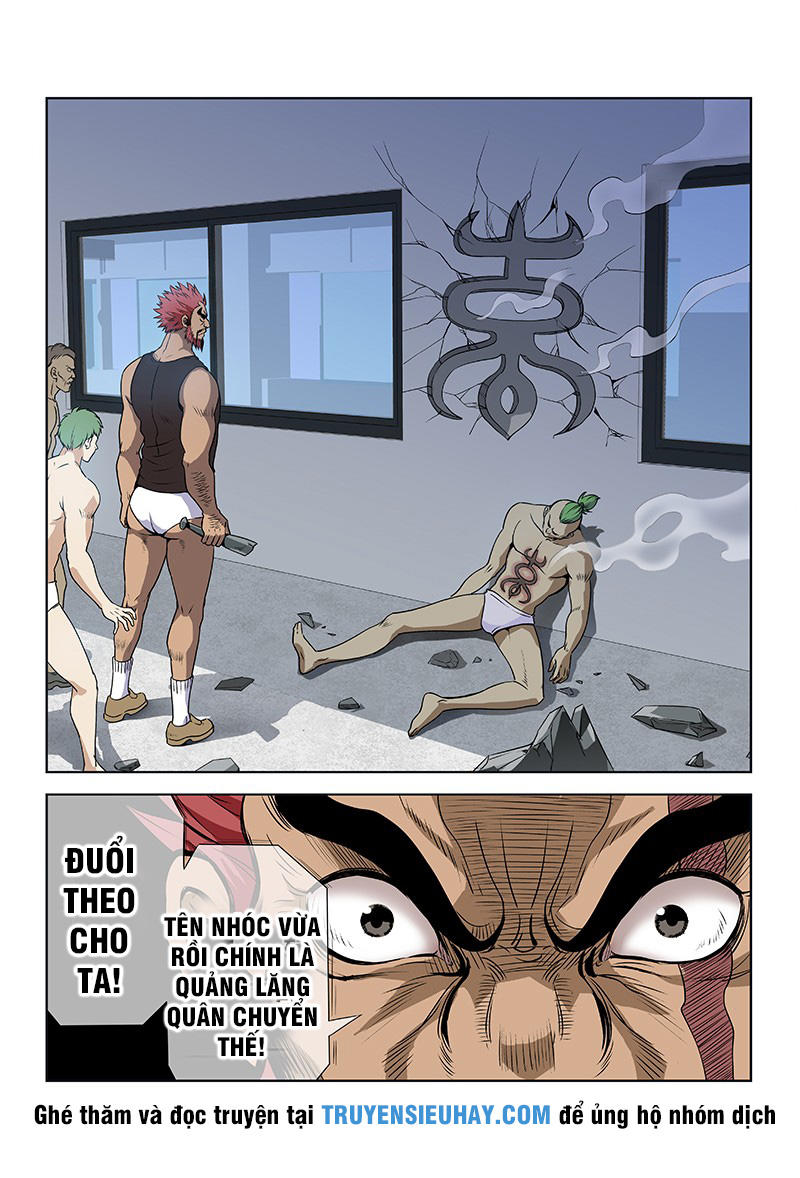 ĐUỔI
THEO
CHO
TA!
TÊN NHÓC VỪA
RỒI CHÍNH LÀ
QUẢNG LĂNG
QUÂN CHUYỂN
THẾ!
Ghé thăm và đọc truyện tại TRUYENSIEUHAY.COM để ủng hộ nhóm dịch